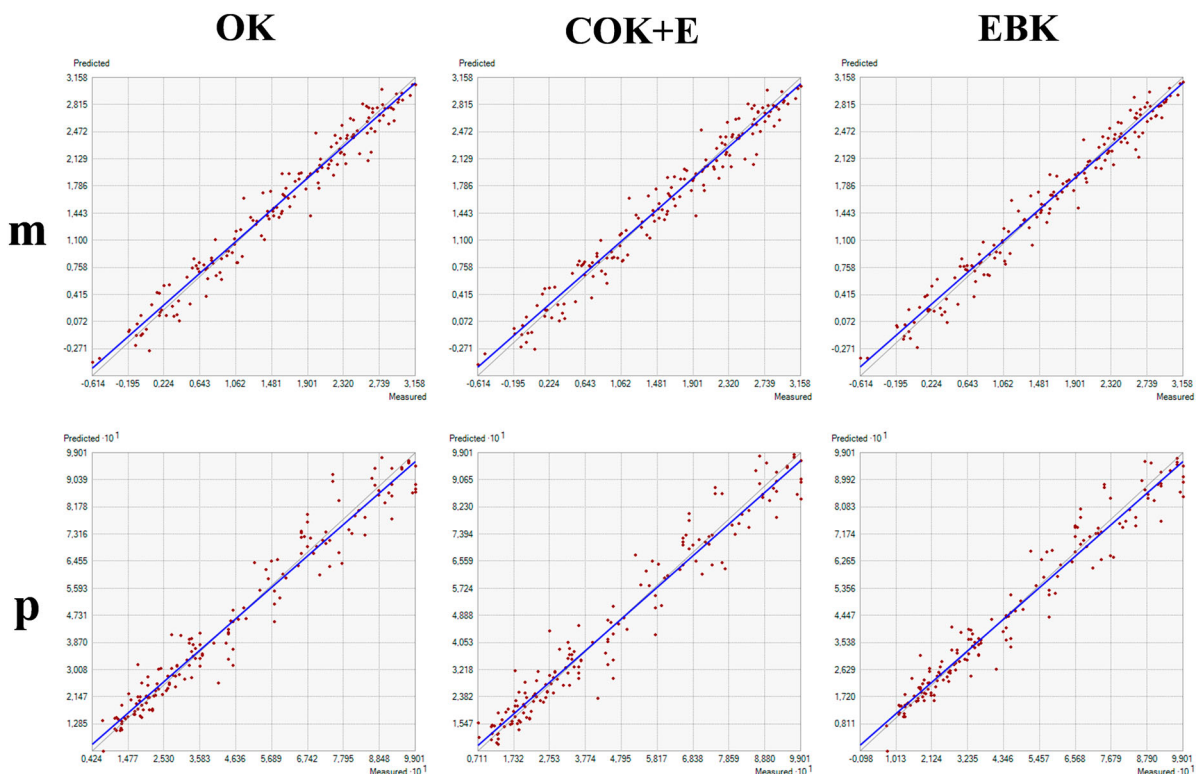 OK COK+E EBK
m
Predicted Predicted Predicted
3,158 3,158 3,158
2,815 2,815 2,815
2,472 2,472 2,472
2,129 2,129 2,129
1,786 1,786 1,786
1,443 1,443 1,443
1,100 1,100 1,100
0,758 0,758 0,758
0,415 0,415 0,415
0,072 0,072 0,072
-0,271 -0,271 -0,271
-0,614 -0,195 0,224 0,643 1,062 1,481 1,901 2,320 2,739 3,158 -0,614 -0,195 0,224 0,643 1,062 1,481 1,901 2,320 2,739 3,158 -0,614 -0,195 0,224 0,643 1,062 1,481 1,901 2,320 2,739 3,158
Measured Measured Measured
p
Predicted ·10 1 Predicted ·10 1 Predicted ·10 1
9,901 9,901 9,901
9,039 9,065 8,992
8,178 8,230 8,083
7,316 7,394 7,174
6,455 6,559 6,265
5,593 5,724 5,356
4,731 4,888 4,447
3,870 4,053 3,538
3,008 3,218 2,629
2,147 2,382 1,720
1,285 1,547 0,811
0,424 1,477 2,530 3,583 4,636 5,689 6,742 7,795 8,848 9,901 0,711 1,732 2,753 3,774 4,795 5,817 6,838 7,859 8,880 9,901 -0,098 1,013 2,124 3,235 4,346 5,457 6,568 7,679 8,790 9,901
Measured ·10 1 Measured ·10 1 Measured ·10 1